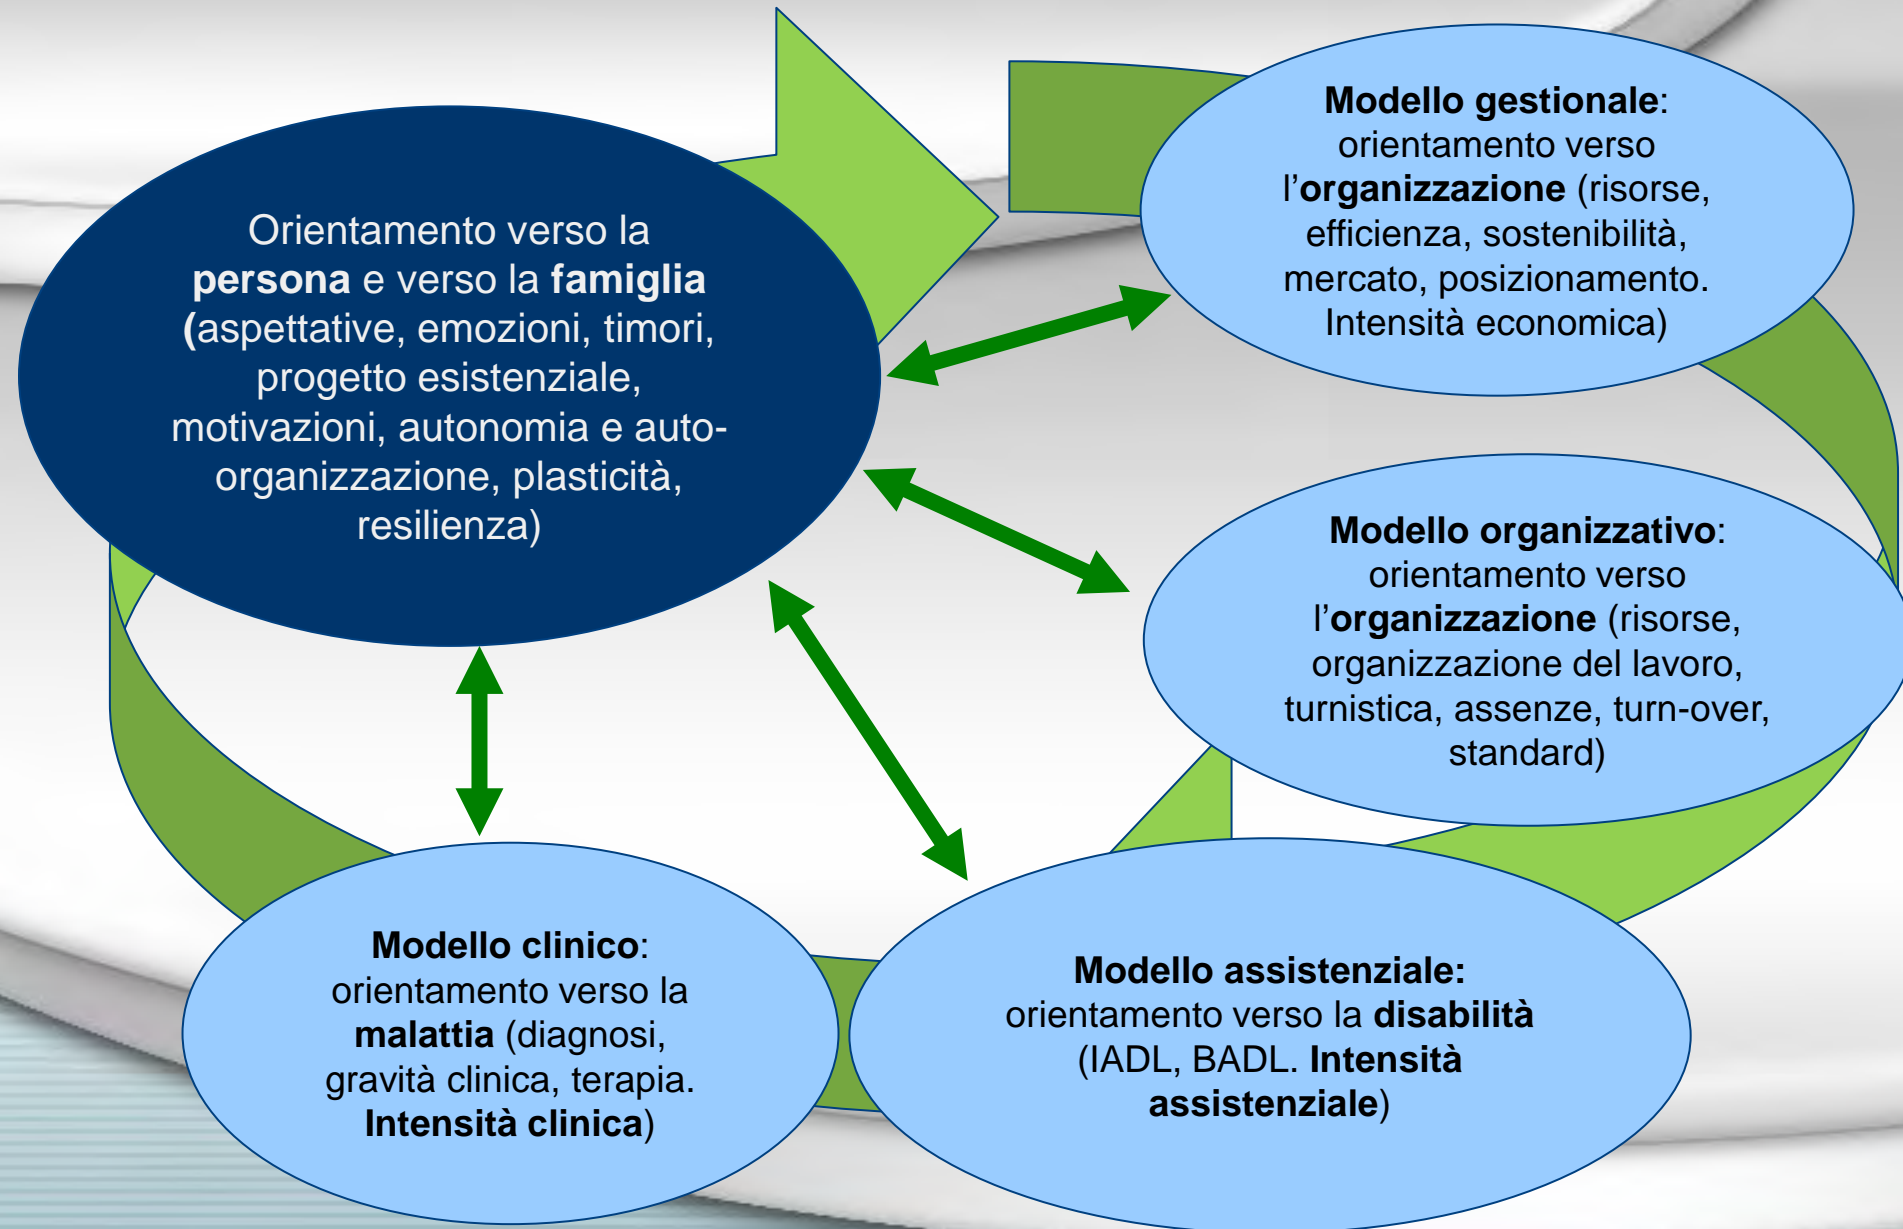 Orientamento verso la
persona e verso la famiglia
(aspettative, emozioni, timori,
progetto esistenziale,
motivazioni, autonomia e auto-
organizzazione, plasticità,
resilienza)
Modello gestionale:
orientamento verso
l’organizzazione (risorse,
efficienza, sostenibilità,
mercato, posizionamento.
Intensità economica)
Modello organizzativo:
orientamento verso
l’organizzazione (risorse,
organizzazione del lavoro,
turnistica, assenze, turn-over,
standard)
Modello clinico:
orientamento verso la
malattia (diagnosi,
gravità clinica, terapia.
Intensità clinica)
Modello assistenziale:
orientamento verso la disabilità
(IADL, BADL. Intensità
assistenziale)